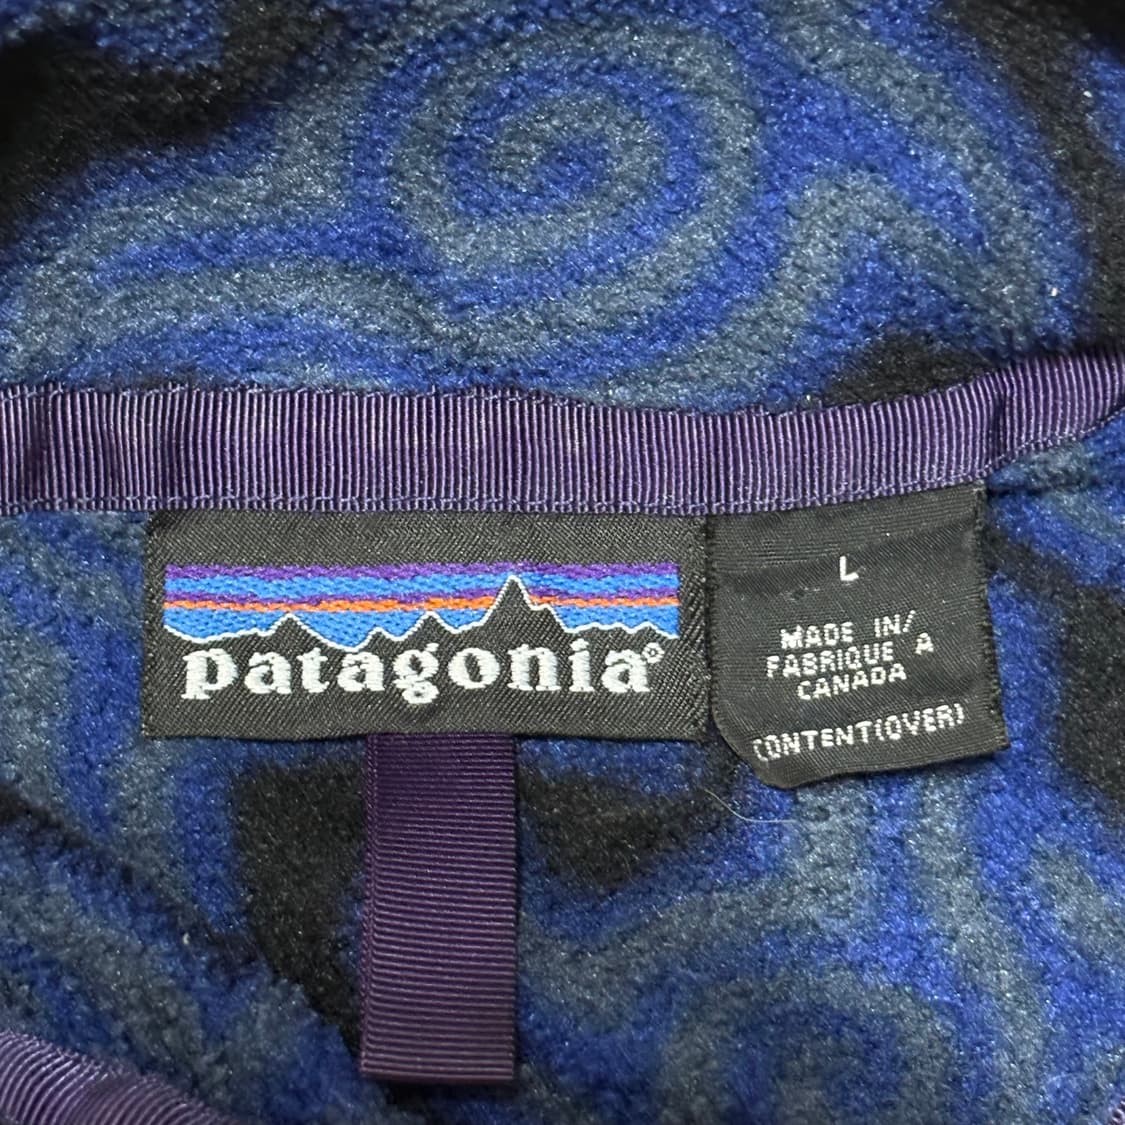 patagonia®
L
MADE IN/
FABRIQUE A
CANADA
CONTENT(OVER)